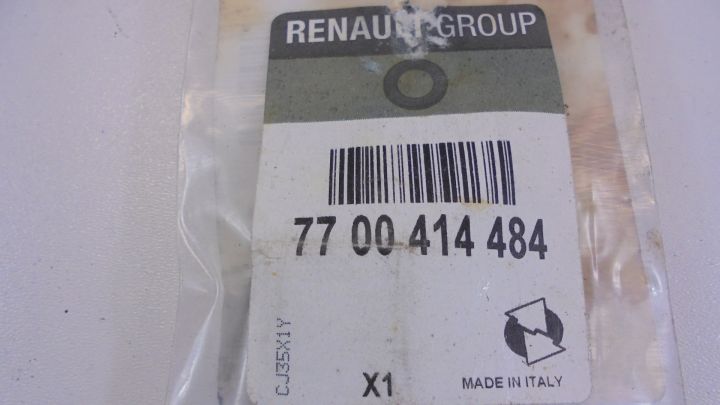 RENAULT GROUP
77 00 414 484
CJ35X1Y
X1
MADE IN ITALY